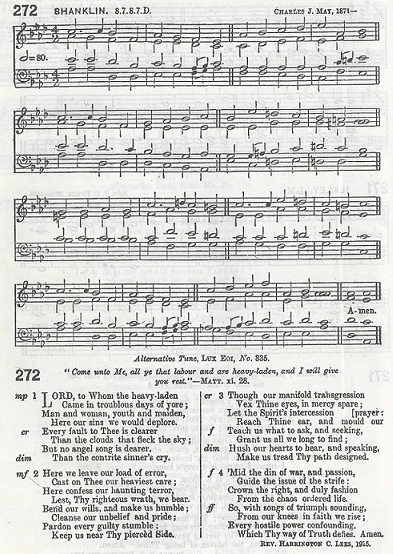 272 SHANKLIN. 8.7.8.7.D. CHARLES J. MAY, 1871—
=80.
A-men.
Alternative Tune, LUX EOI, No. 335.
272 "Come unto Me, all ye that labour and are heavy-laden, and I will give
you rest."—MATT. xi. 28.
mp 1 LORD, to Whom the heavy-laden
Came in troublous days of yore;
Man and woman, youth and maiden,
Here our sins we would deplore.
cr Every fault to Thee is clearer
Than the clouds that fleck the sky;
But no angel song is dearer,
dim Than the contrite sinner's cry.
mf 2 Here we leave our load of error,
Cast on Thee our heaviest care;
Here confess our haunting terror,
Lest, Thy righteous wrath, we bear.
Bend our wills, and make us humble;
Cleanse our unbelief and pride;
Pardon every guilty stumble;
Keep us near Thy piercèd Side.
cr 3 Though our manifold transgression
Vex Thine eyes, in mercy spare;
Let the Spirit's intercession [prayer:
Reach Thine Ear, and mould our
f Teach us what to ask, and seeking,
Grant us all we long to find;
dim Hush our hearts to hear, and speaking,
Make us tread Thy path designed.
f 4 'Mid the din of war, and passion,
Guide the issue of the strife:
Crown the right, and duly fashion
From the chaos ordered life.
ff So, with songs of triumph sounding,
From our knees in faith we rise;
Every hostile power confounding,
Which Thy way of Truth defies. Amen.
REV. HARRINGTON C. LEES, 1915.